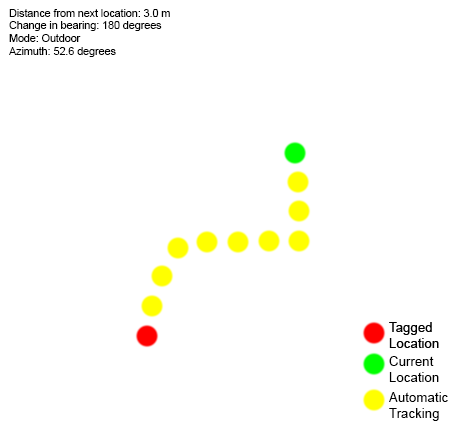 Distance from next location: 3.0 m
Change in bearing: 180 degrees
Mode: Outdoor
Azimuth: 52.6 degrees
Tagged
Location
Current
Location
Automatic
Tracking